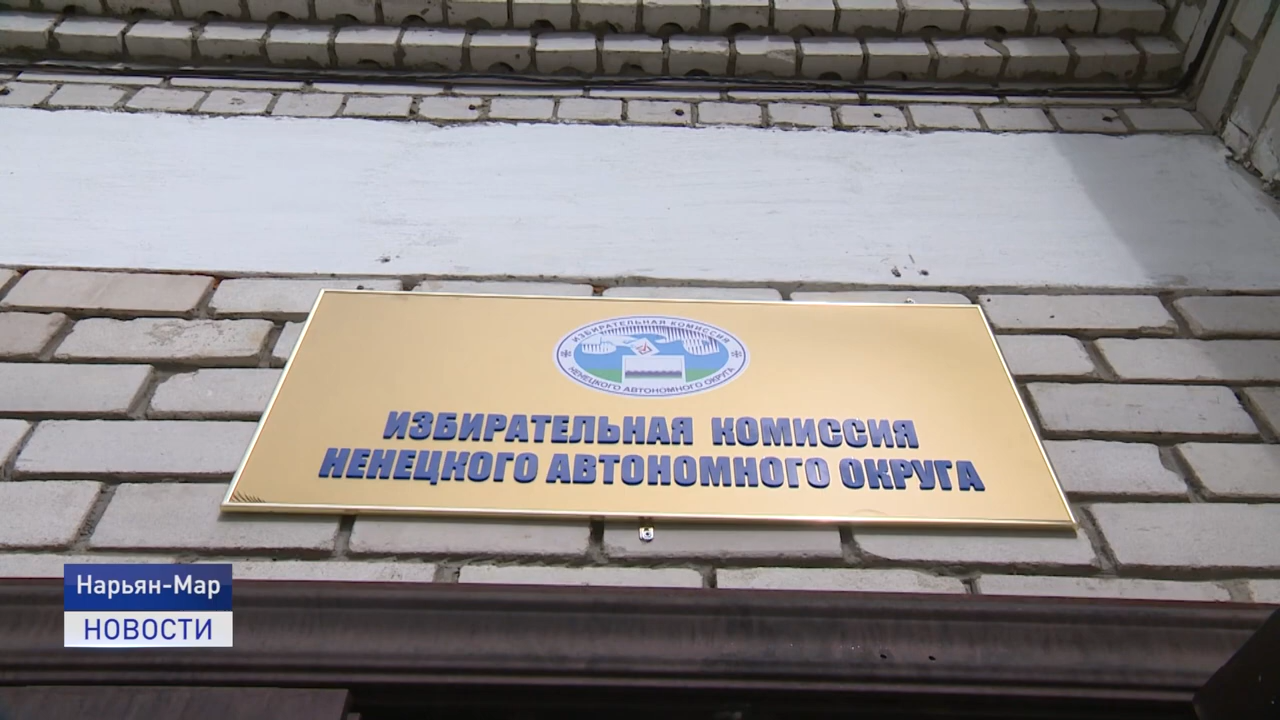 ИЗБИРАТЕЛЬНАЯ КОМИССИЯ
НЕНЕЦКОГО АВТОНОМНОГО ОКРУГА
ИЗБИРАТЕЛЬНАЯ КОМИССИЯ
НЕНЕЦКОГО АВТОНОМНОГО ОКРУГА
Нарьян-Мар
НОВОСТИ